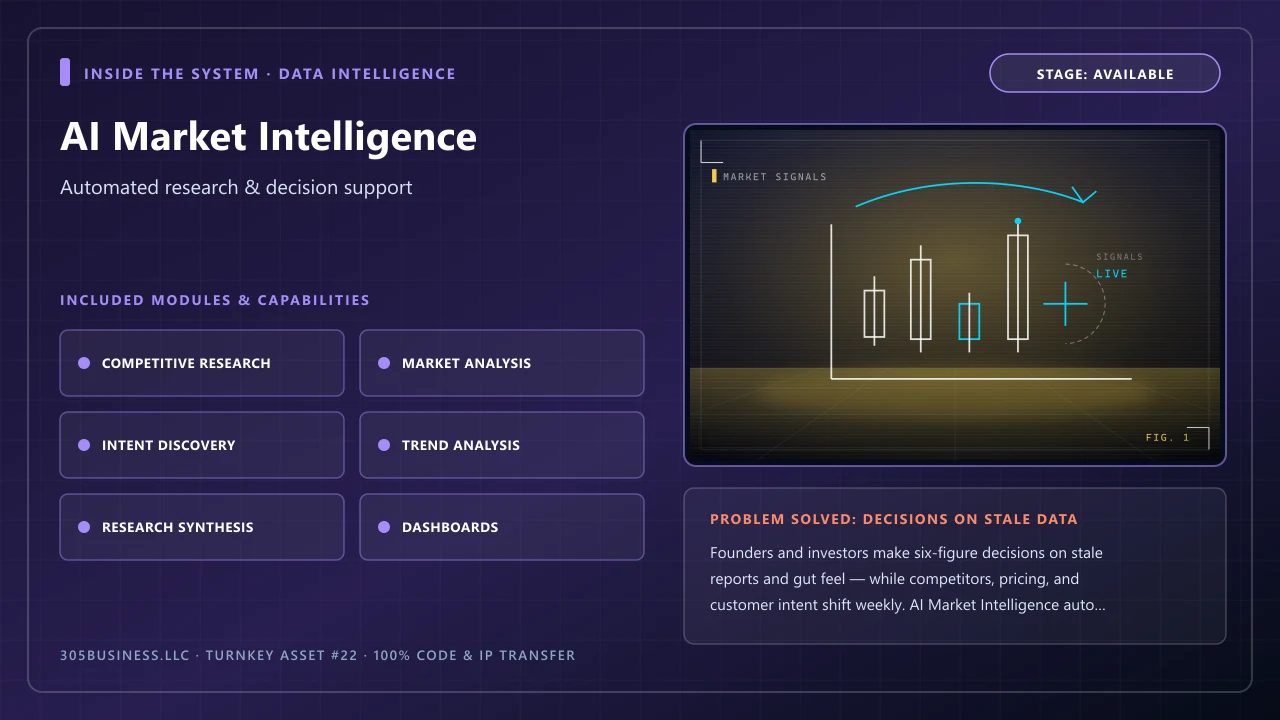 INSIDE THE SYSTEM · DATA INTELLIGENCE
STAGE: AVAILABLE
AI Market Intelligence
Automated research & decision support
MARKET SIGNALS
SIGNALS
LIVE
FIG. 1
INCLUDED MODULES & CAPABILITIES
COMPETITIVE RESEARCH
MARKET ANALYSIS
INTENT DISCOVERY
TREND ANALYSIS
RESEARCH SYNTHESIS
DASHBOARDS
PROBLEM SOLVED: DECISIONS ON STALE DATA
Founders and investors make six-figure decisions on stale
reports and gut feel — while competitors, pricing, and
customer intent shift weekly. AI Market Intelligence auto...
305BUSINESS.LLC · TURNKEY ASSET #22 · 100% CODE & IP TRANSFER